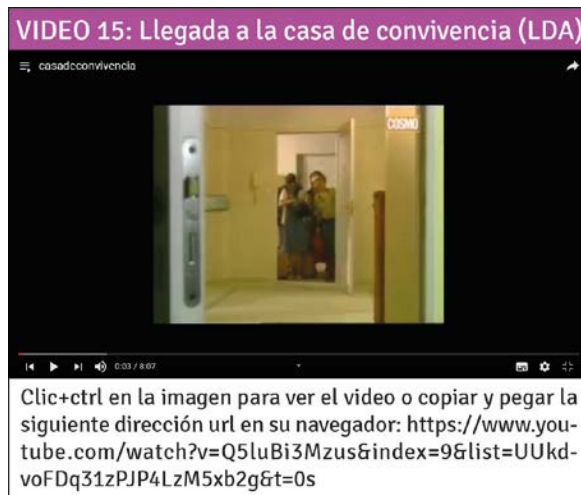 VIDEO 15: Llegada a la casa de convivencia (LDA)
casadeconvivencia
COSMO
0:03 / 8:07
Clic+ctrl en la imagen para ver el video o copiar y pegar la
siguiente dirección url en su navegador: https://www.you-
tube.com/watch?v=Q5luBi3Mzus&index=9&list=UUkd-
voFDq31zPJP4LzM5xb2g&t=0s